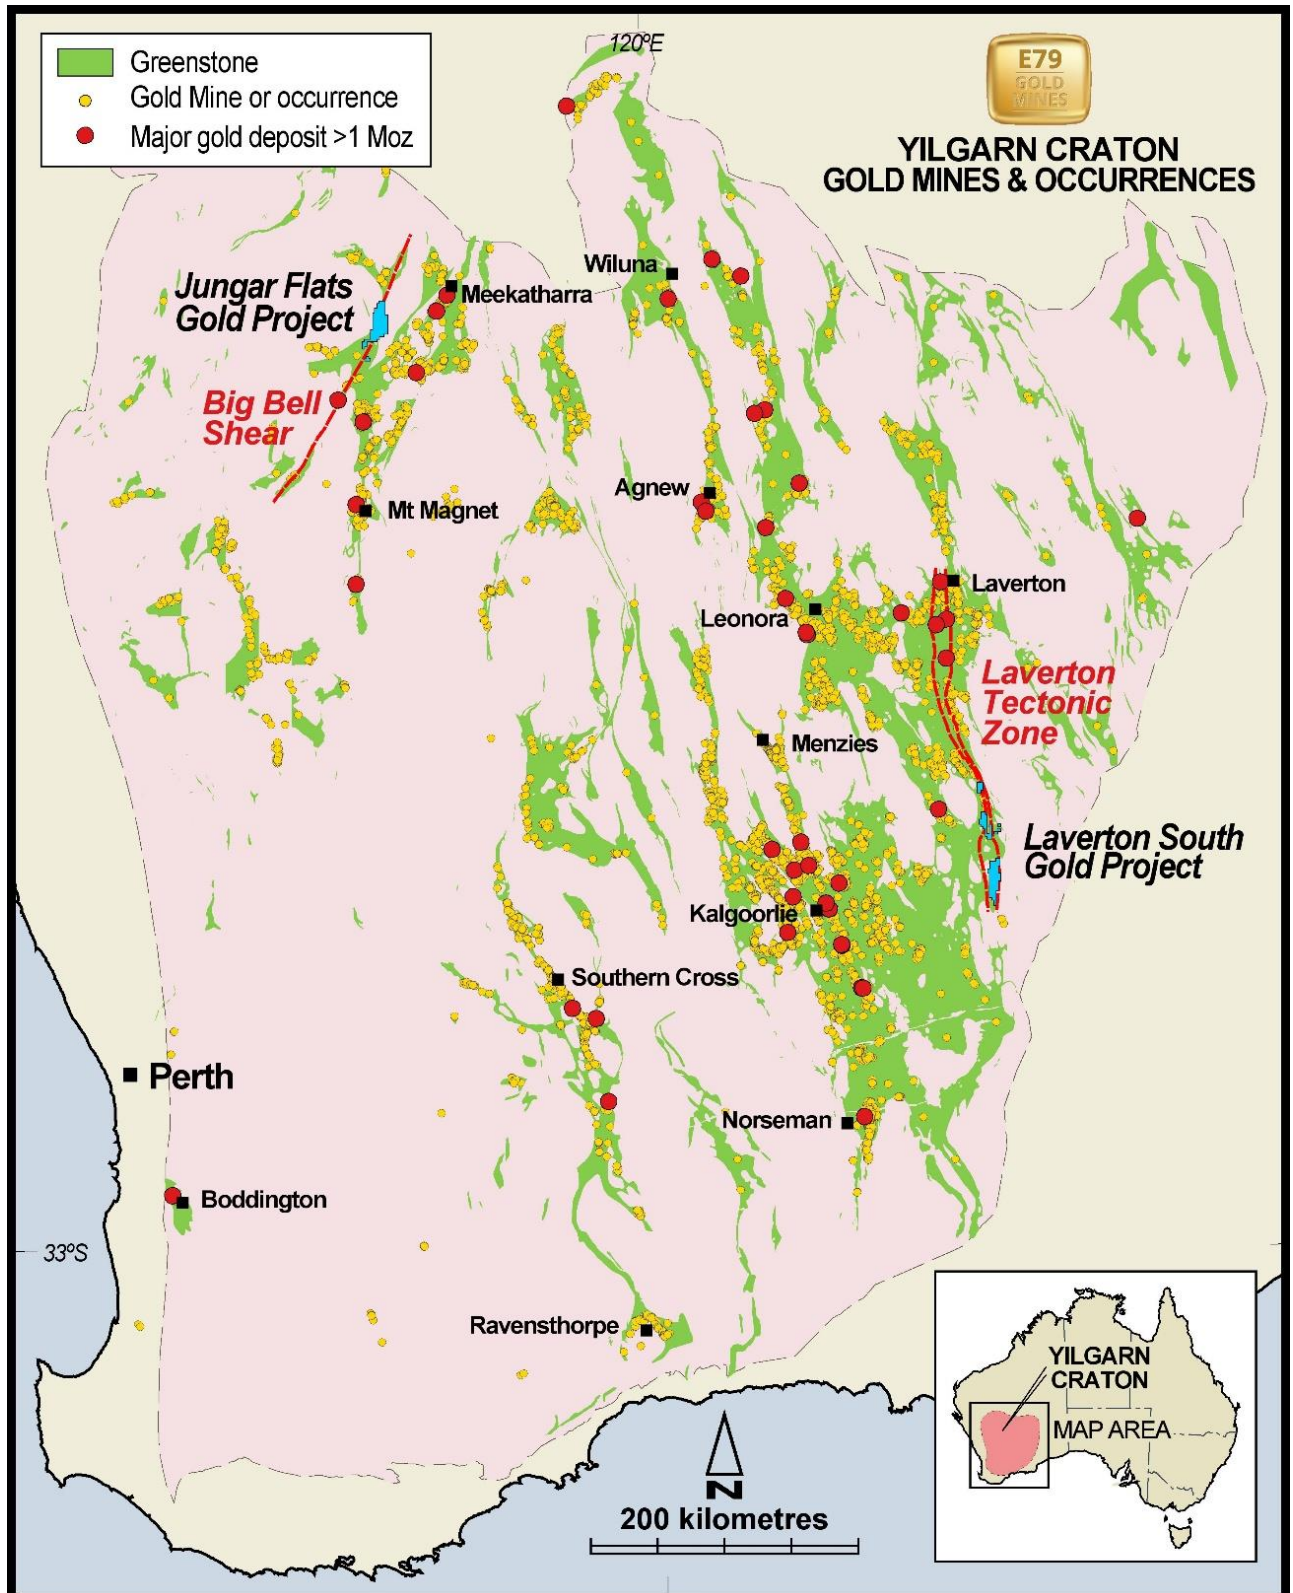 Greenstone
Gold Mine or occurrence
Major gold deposit >1 Moz
120ºE
E79
GOLD
MINES
YILGARN CRATON
GOLD MINES & OCCURRENCES
Wiluna
Jungar Flats
Gold Project
Meekatharra
Big Bell
Shear
Agnew
Mt Magnet
Laverton
Leonora
Laverton
Tectonic
Zone
Menzies
Laverton South
Gold Project
Kalgoorlie
Southern Cross
Perth
Norseman
Boddington
33ºS
Ravensthorpe
YILGARN
CRATON
MAP AREA
N
200 kilometres